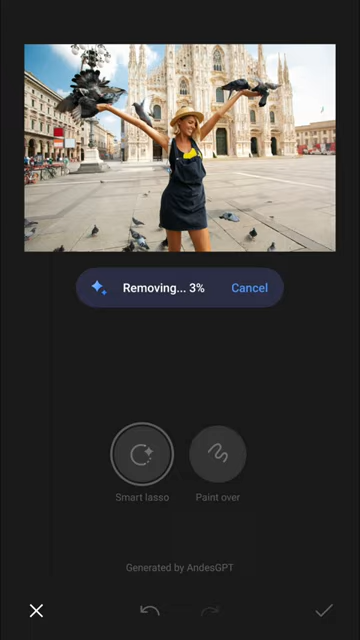 Removing... 3%
Cancel
Smart lasso
Paint over
Generated by AndesGPT